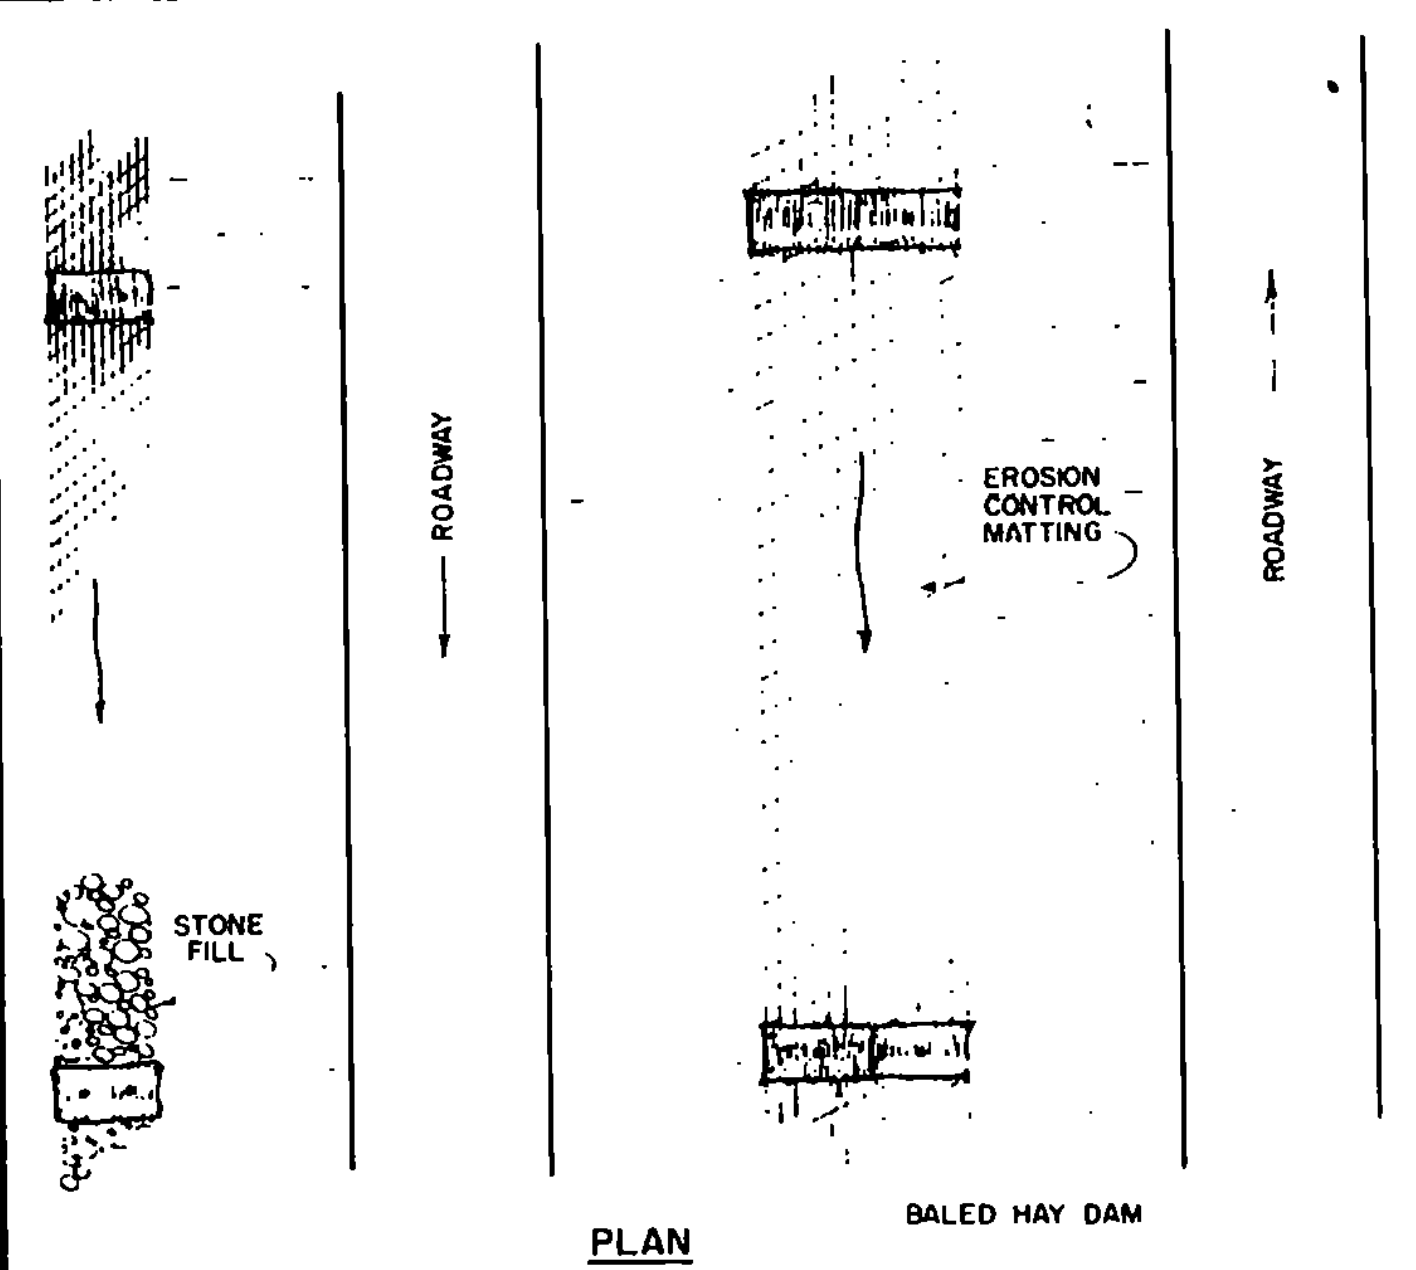 ROADWAY
EROSION
CONTROL
MATTING
ROADWAY
STONE
FILL
BALED HAY DAM
PLAN